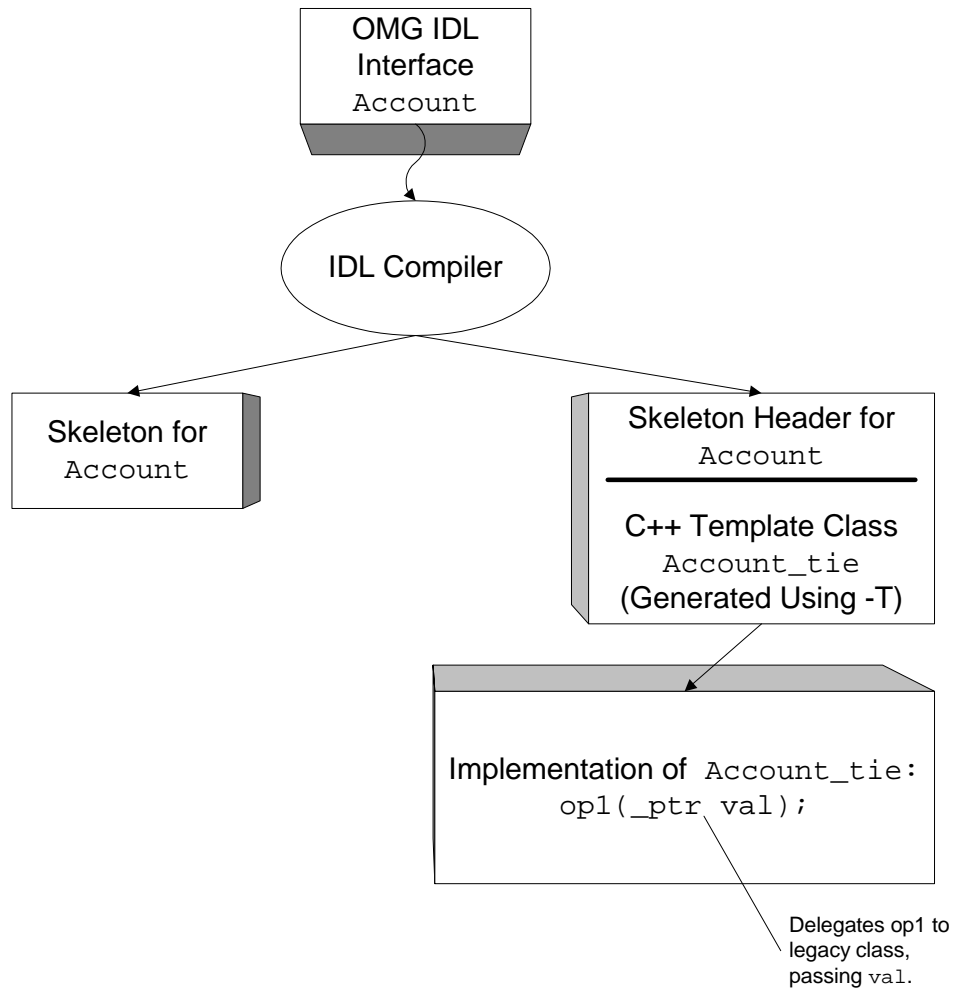 OMG IDL
Interface
Account
IDL Compiler
Skeleton for
Account
Skeleton Header for
Account
C++ Template Class
Account_tie
(Generated Using -T)
Implementation of Account_tie:
op1(_ptr val);
Delegates op1 to
legacy class,
passing val.